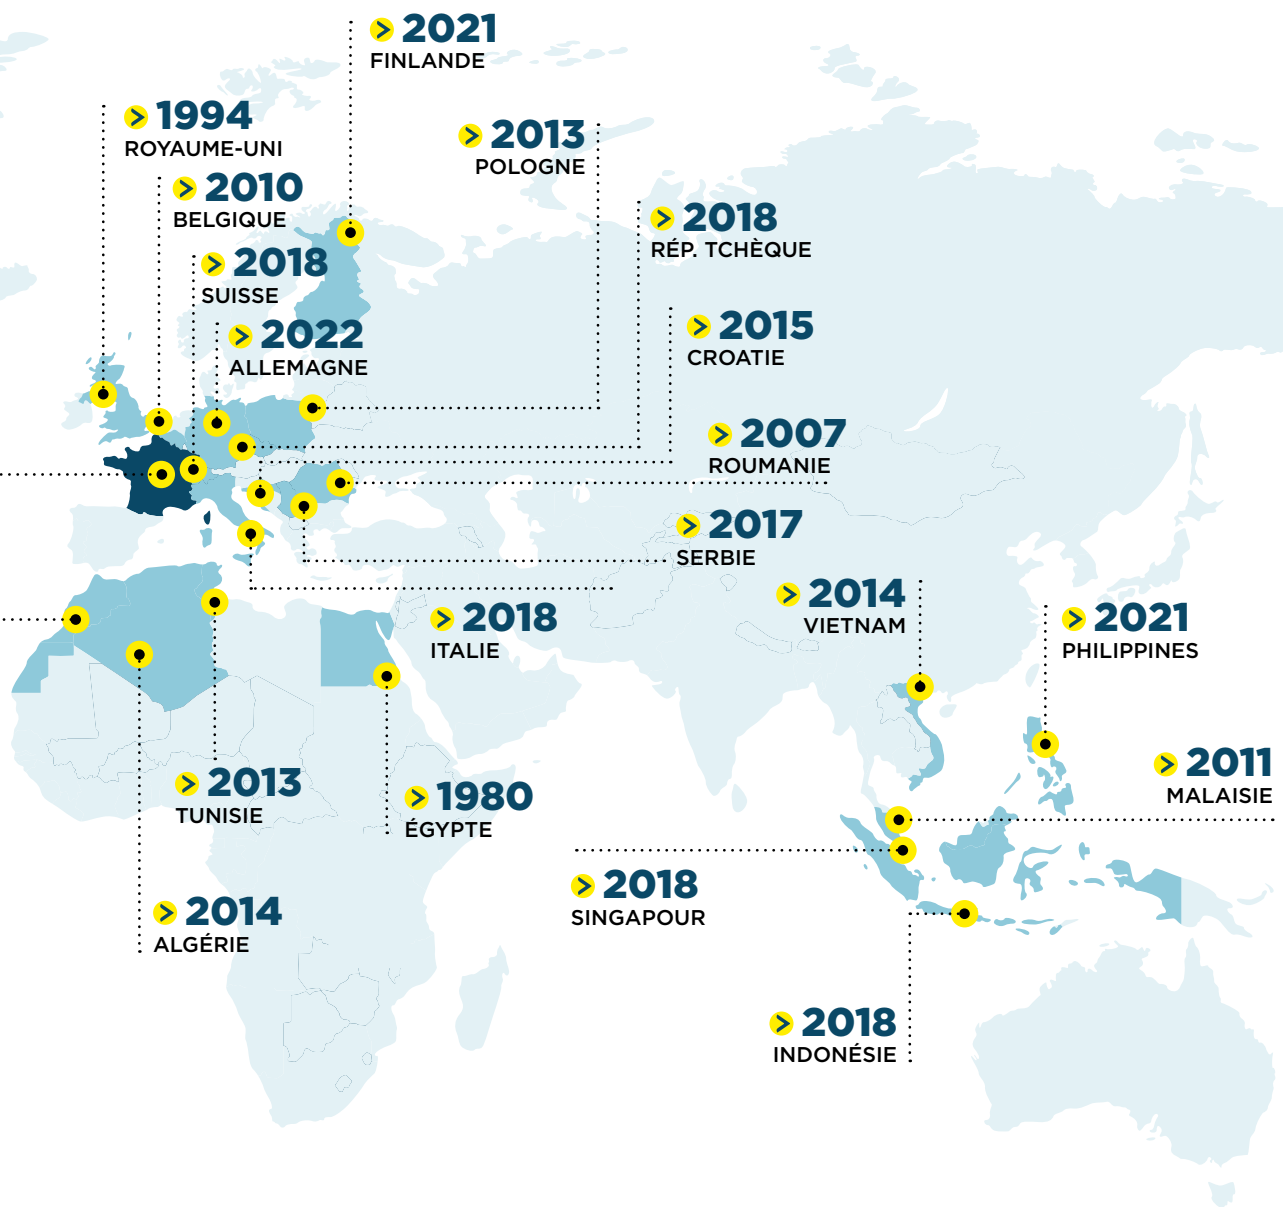 2021
FINLANDE
1994
ROYAUME-UNI
2013
POLOGNE
2010
BELGIQUE
2018
RÉP. TCHÈQUE
2018
SUISSE
2015
CROATIE
2022
ALLEMAGNE
2007
ROUMANIE
2017
SERBIE
2014
VIETNAM
2018
ITALIE
2021
PHILIPPINES
2011
MALAISIE
2013
TUNISIE
1980
ÉGYPTE
2018
SINGAPOUR
2014
ALGÉRIE
2018
INDONÉSIE